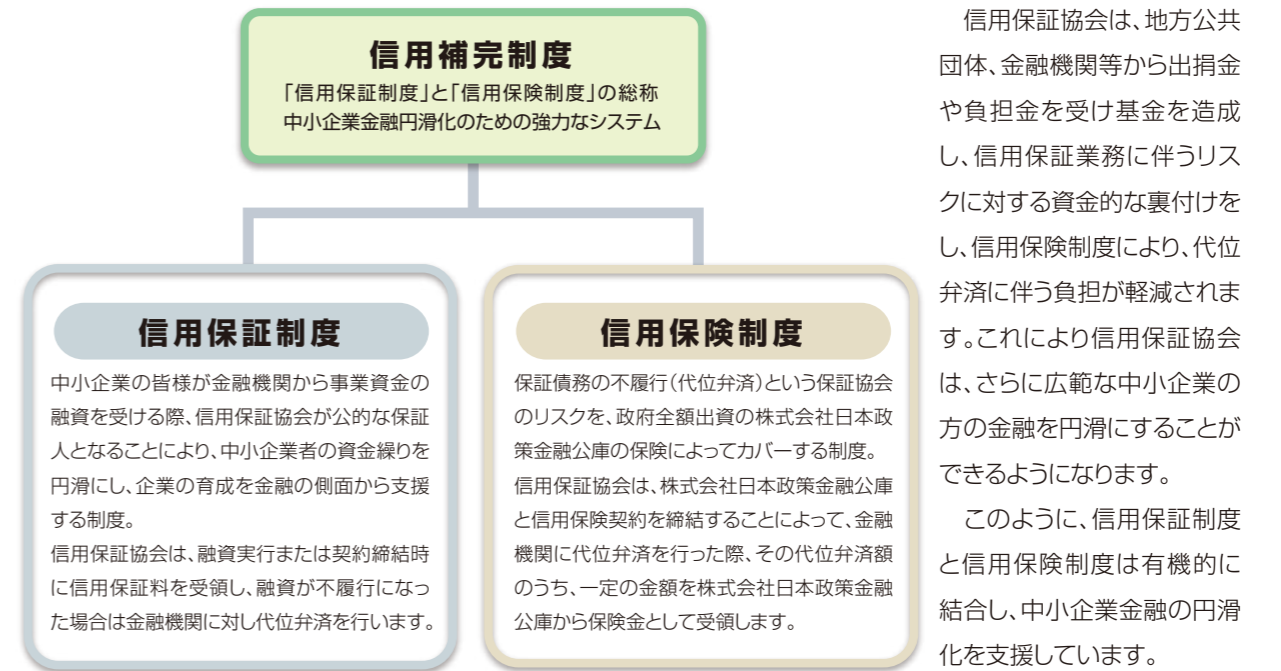 信用補完制度
「信用保証制度」と「信用保険制度」の総称
中小企業金融円滑化のための強力なシステム
信用保証制度
中小企業の皆様が金融機関から事業資金の
融資を受ける際、信用保証協会が公的な保証
人となることにより、中小企業者の資金繰りを
円滑にし、企業の育成を金融の側面から支援
する制度。
信用保証協会は、融資実行または契約締結時
に信用保証料を受領し、融資が不履行になっ
た場合は金融機関に対し代位弁済を行います。
信用保険制度
保証債務の不履行（代位弁済）という保証協会
のリスクを、政府全額出資の株式会社日本政
策金融公庫の保険によってカバーする制度。
信用保証協会は、株式会社日本政策金融公庫
と信用保険契約を締結することによって、金融
機関に代位弁済を行った際、その代位弁済額
のうち、一定の金額を株式会社日本政策金融
公庫から保険金として受領します。
信用保証協会は、地方公共
団体、金融機関等から出捐金
や負担金を受け基金を造成
し、信用保証業務に伴うリス
クに対する資金的な裏付けを
し、信用保険制度により、代位
弁済に伴う負担が軽減されま
す。これにより信用保証協会
は、さらに広範な中小企業の
方の金融を円滑にすることが
できるようになります。
このように、信用保証制度
と信用保険制度は有機的に
結合し、中小企業金融の円滑
化を支援しています。